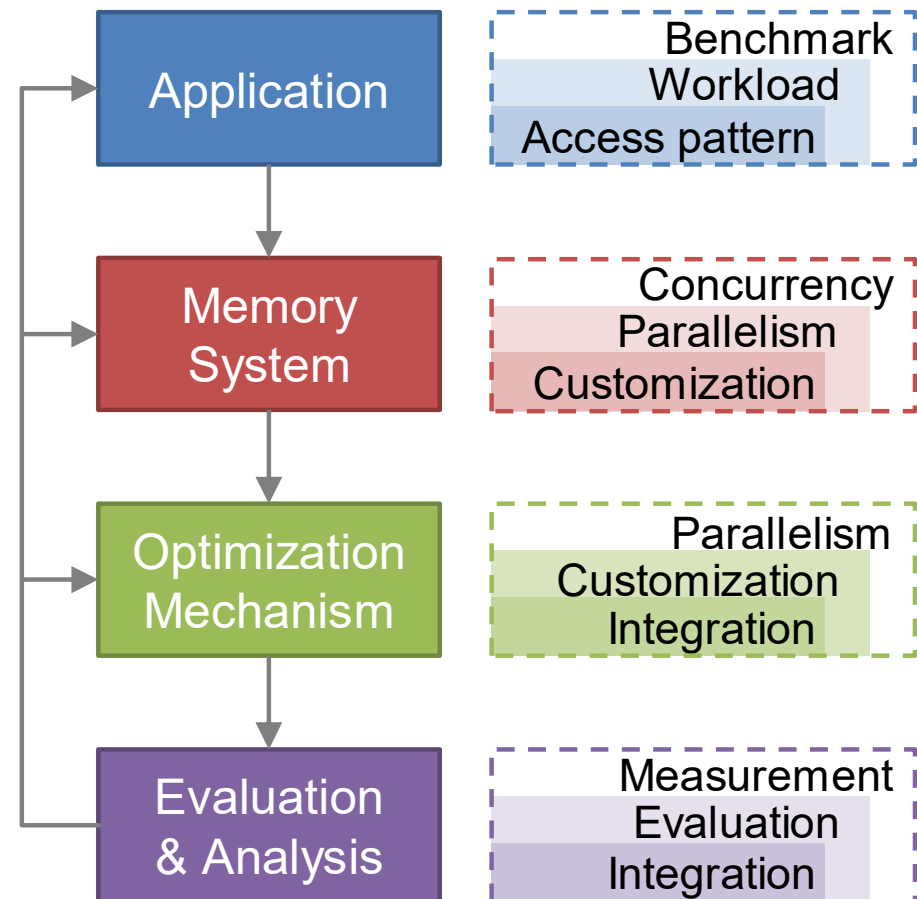 Application
Benchmark
Workload
Access pattern
Memory
System
Concurrency
Parallelism
Customization
Optimization
Mechanism
Parallelism
Customization
Integration
Evaluation
& Analysis
Measurement
Evaluation
Integration